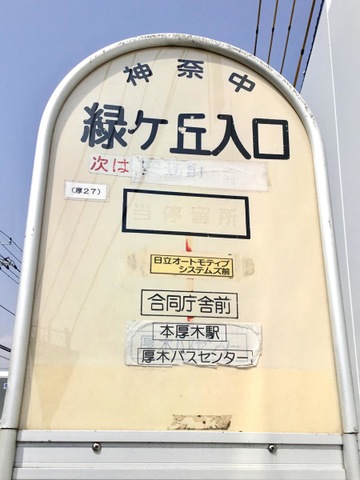 神奈中
緑ケ丘入口
次は
（厚27）
当停留所
日立オートモティブ
システムズ前
合同庁舎前
本厚木駅
厚木バスセンター